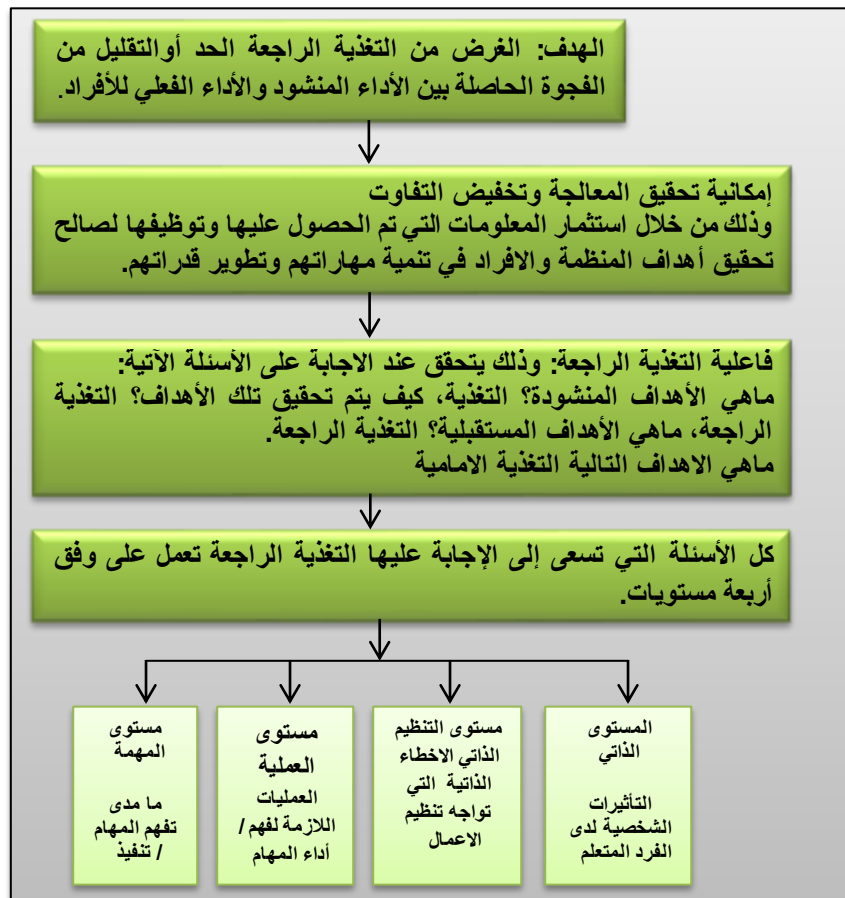 الهدف: الغرض من التغذية الراجعة الحد أوالتقليل من
الفجوة الحاصلة بين الأداء المنشود والأداء الفعلي للأفراد.
إمكانية تحقيق المعالجة وتخفيض التفاوت
وذلك من خلال استثمار المعلومات التي تم الحصول عليها وتوظيفها لصالح
تحقيق أهداف المنظمة والافراد في تنمية مهاراتهم وتطوير قدراتهم.
فاعلية التغذية الراجعة: وذلك يتحقق عند الاجابة على الأسئلة الآتية:
ماهي الأهداف المنشودة؟ التغذية، كيف يتم تحقيق تلك الأهداف؟ التغذية
الراجعة، ماهي الأهداف المستقبلية؟ التغذية الراجعة.
ماهي الاهداف التالية التغذية الامامية
كل الأسئلة التي تسعى إلى الإجابة عليها التغذية الراجعة تعمل على وفق
أربعة مستويات.
المستوى
الذاتي
التأثيرات
الشخصية لدى
الفرد المتعلم
مستوى التنظيم
الذاتي الاخطاء
الذاتية التي
تواجه تنظيم
الاعمال
مستوى
العملية
العمليات
اللازمة لفهم /
أداء المهام
مستوى
المهمة
ما مدى
تفهم المهام
/ تنفيذ